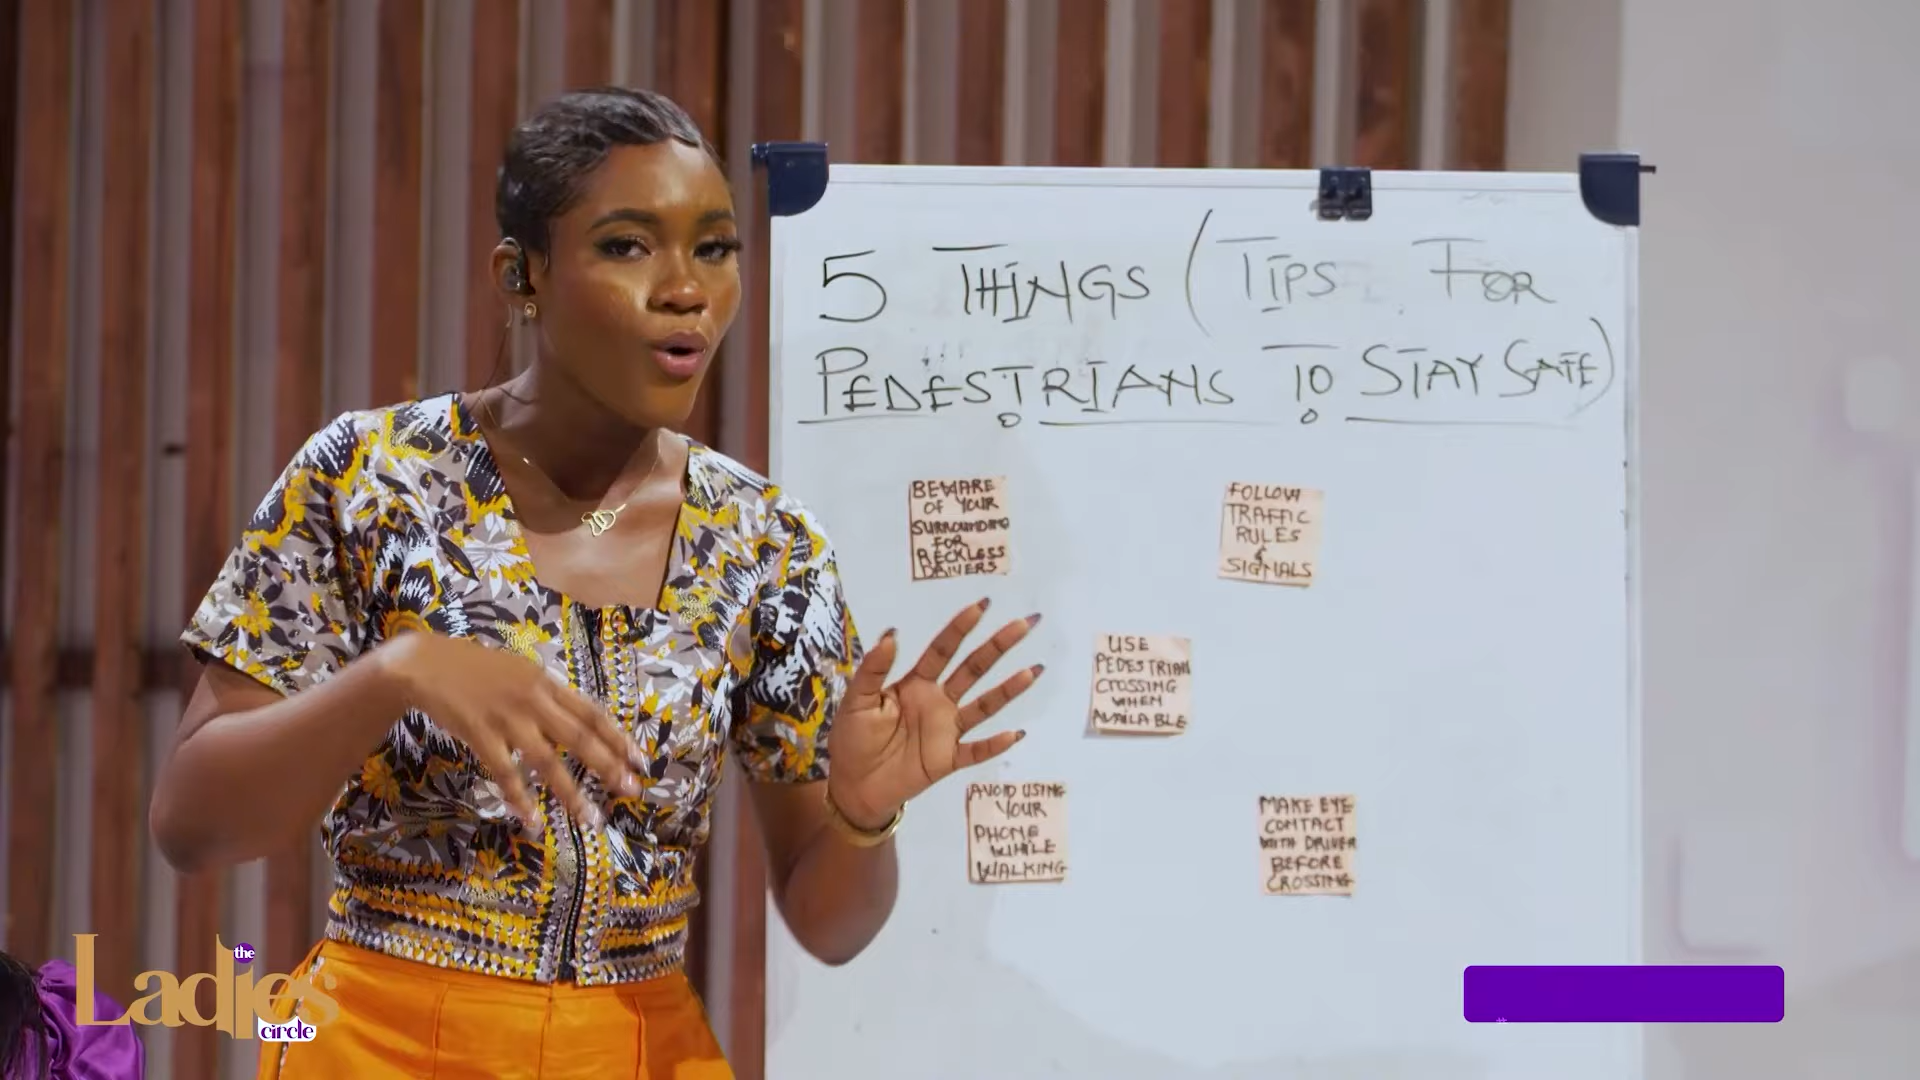 5 THINGS (TIPS FOR
PEDESTRIANS TO STAY SAFE)
BEWARE
OF YOUR
SURROUNDING
FOR
RECKLESS
DRIVERS
FOLLOW
TRAFFIC
RULES
&
SIGNALS
USE
PEDESTRIAN
CROSSING
WHEN
AVAILABLE
AVOID USING
YOUR
PHONE
WHILE
WALKING
MAKE EYE
CONTACT
WITH DRIVER
BEFORE
CROSSING
the
Ladies
circle
#